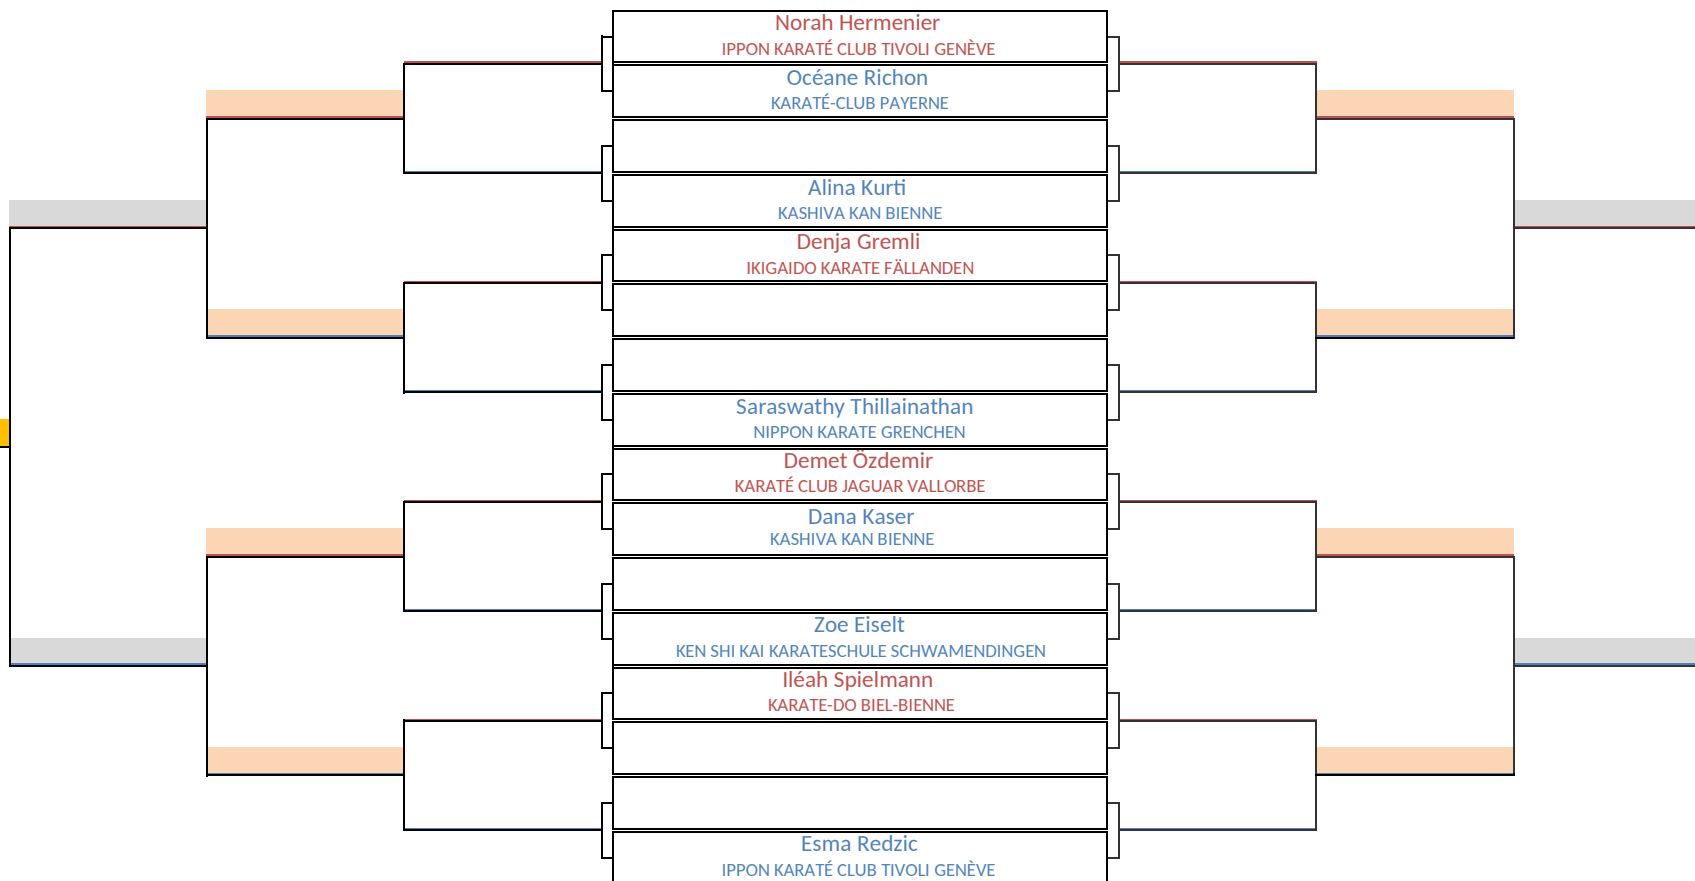 Norah Hermenier
IPPON KARATÉ CLUB TIVOLI GENÈVE
Océane Richon
KARATÉ-CLUB PAYERNE
Alina Kurti
KASHIVA KAN BIENNE
Denja Gremli
IKIGAIDO KARATE FÄLLANDEN
Saraswathy Thillainathan
NIPPON KARATE GRENCHEN
Demet Özdemir
KARATÉ CLUB JAGUAR VALLORBE
Dana Kaser
KASHIVA KAN BIENNE
Zoe Eiselt
KEN SHI KAI KARATESCHULE SCHWAMENDINGEN
Iléah Spielmann
KARATE-DO BIEL-BIENNE
Esma Redzic
IPPON KARATÉ CLUB TIVOLI GENÈVE